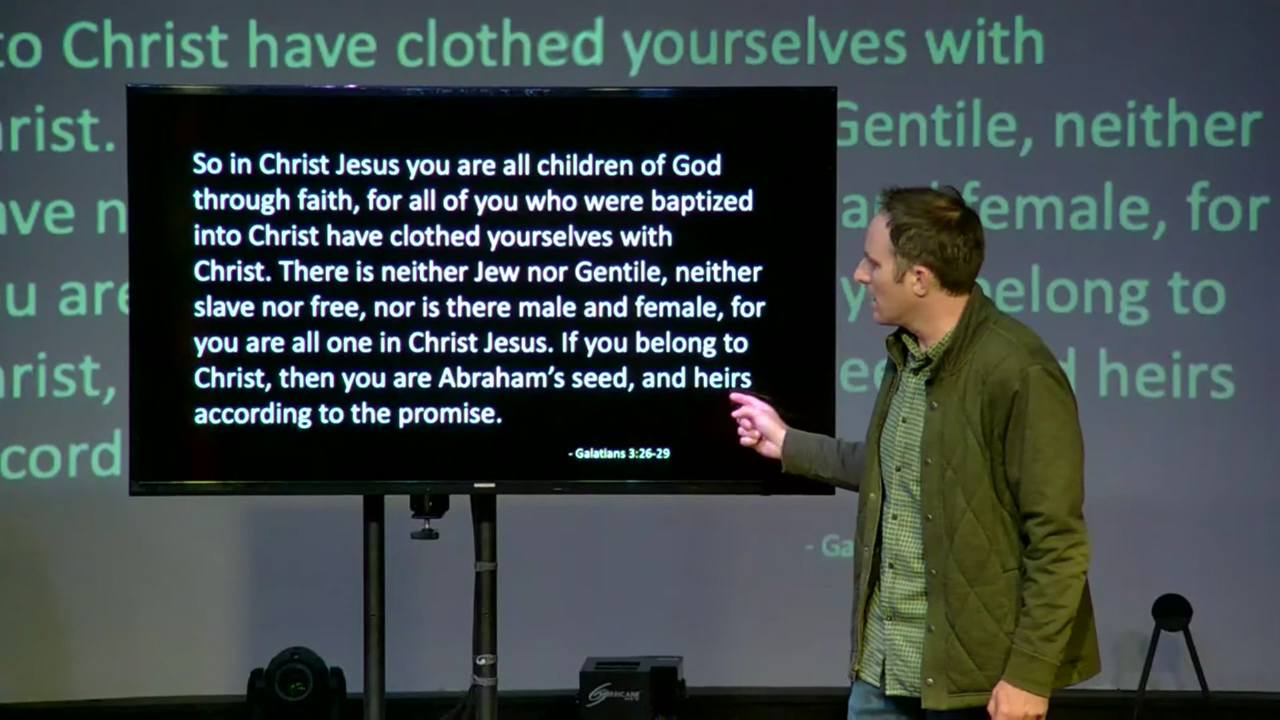 to Christ have clothed yourselves with
hrist. Gentile, neither
ave n female, for
u are belong to
hrist, heirs
cord
- Ga
So in Christ Jesus you are all children of God
through faith, for all of you who were baptized
into Christ have clothed yourselves with
Christ. There is neither Jew nor Gentile, neither
slave nor free, nor is there male and female, for
you are all one in Christ Jesus. If you belong to
Christ, then you are Abraham’s seed, and heirs
according to the promise.
- Galatians 3:26-29
HURRICANE